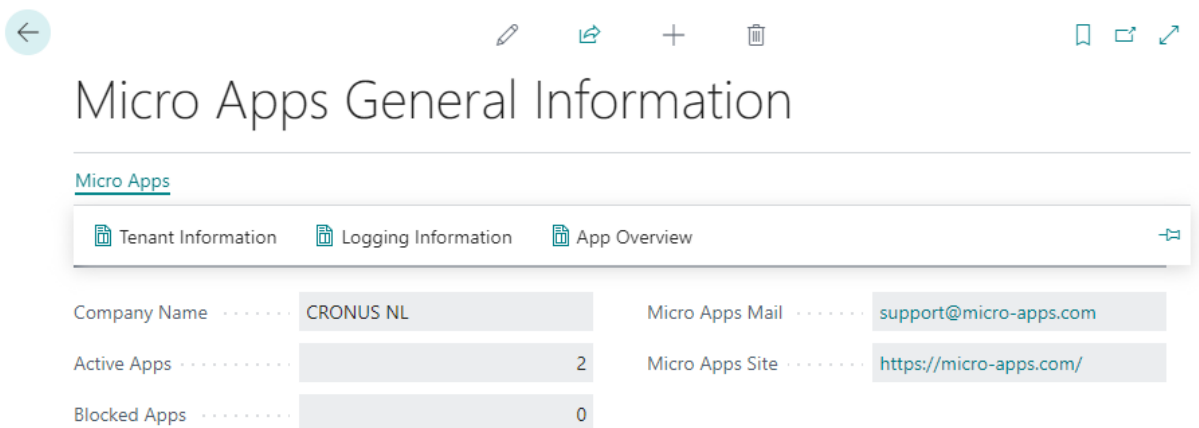 Micro Apps General Information
Micro Apps
Tenant Information Logging Information App Overview
Company Name CRONUS NL Micro Apps Mail support@micro-apps.com
Active Apps 2 Micro Apps Site https://micro-apps.com/
Blocked Apps 0